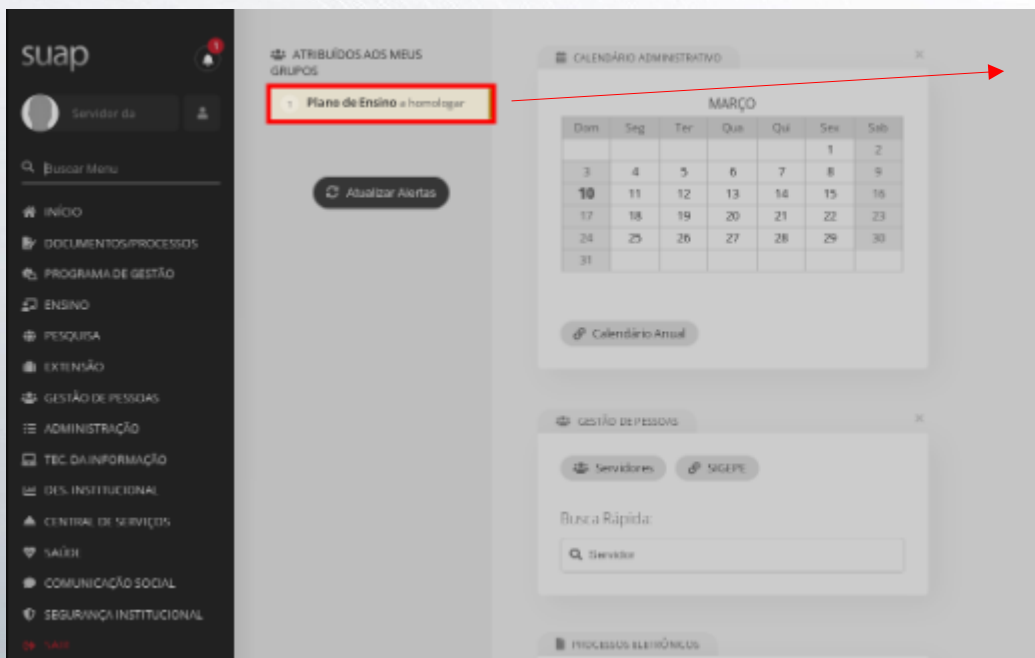 suap
1
Servidor da
Buscar Menu
INÍCIO
DOCUMENTOS/PROCESSOS
PROGRAMA DE GESTÃO
ENSINO
PESQUISA
EXTENSÃO
GESTÃO DE PESSOAS
ADMINISTRAÇÃO
TEC. DA INFORMAÇÃO
DES. INSTITUCIONAL
CENTRAL DE SERVIÇOS
SAÚDE
COMUNICAÇÃO SOCIAL
SEGURANÇA INSTITUCIONAL
SAIR
ATRIBUÍDOS AOS MEUS
GRUPOS
1 Plano de Ensino a homologar
Atualizar Alertas
CALENDÁRIO ADMINISTRATIVO
MARÇO
Dom Seg Ter Qua Qui Sex Sáb
1 2
3 4 5 6 7 8 9
10 11 12 13 14 15 16
17 18 19 20 21 22 23
24 25 26 27 28 29 30
31
Calendário Anual
GESTÃO DE PESSOAS
Servidores SIGEPE
Busca Rápida:
Servidor
PROCESSOS ELETRÔNICOS